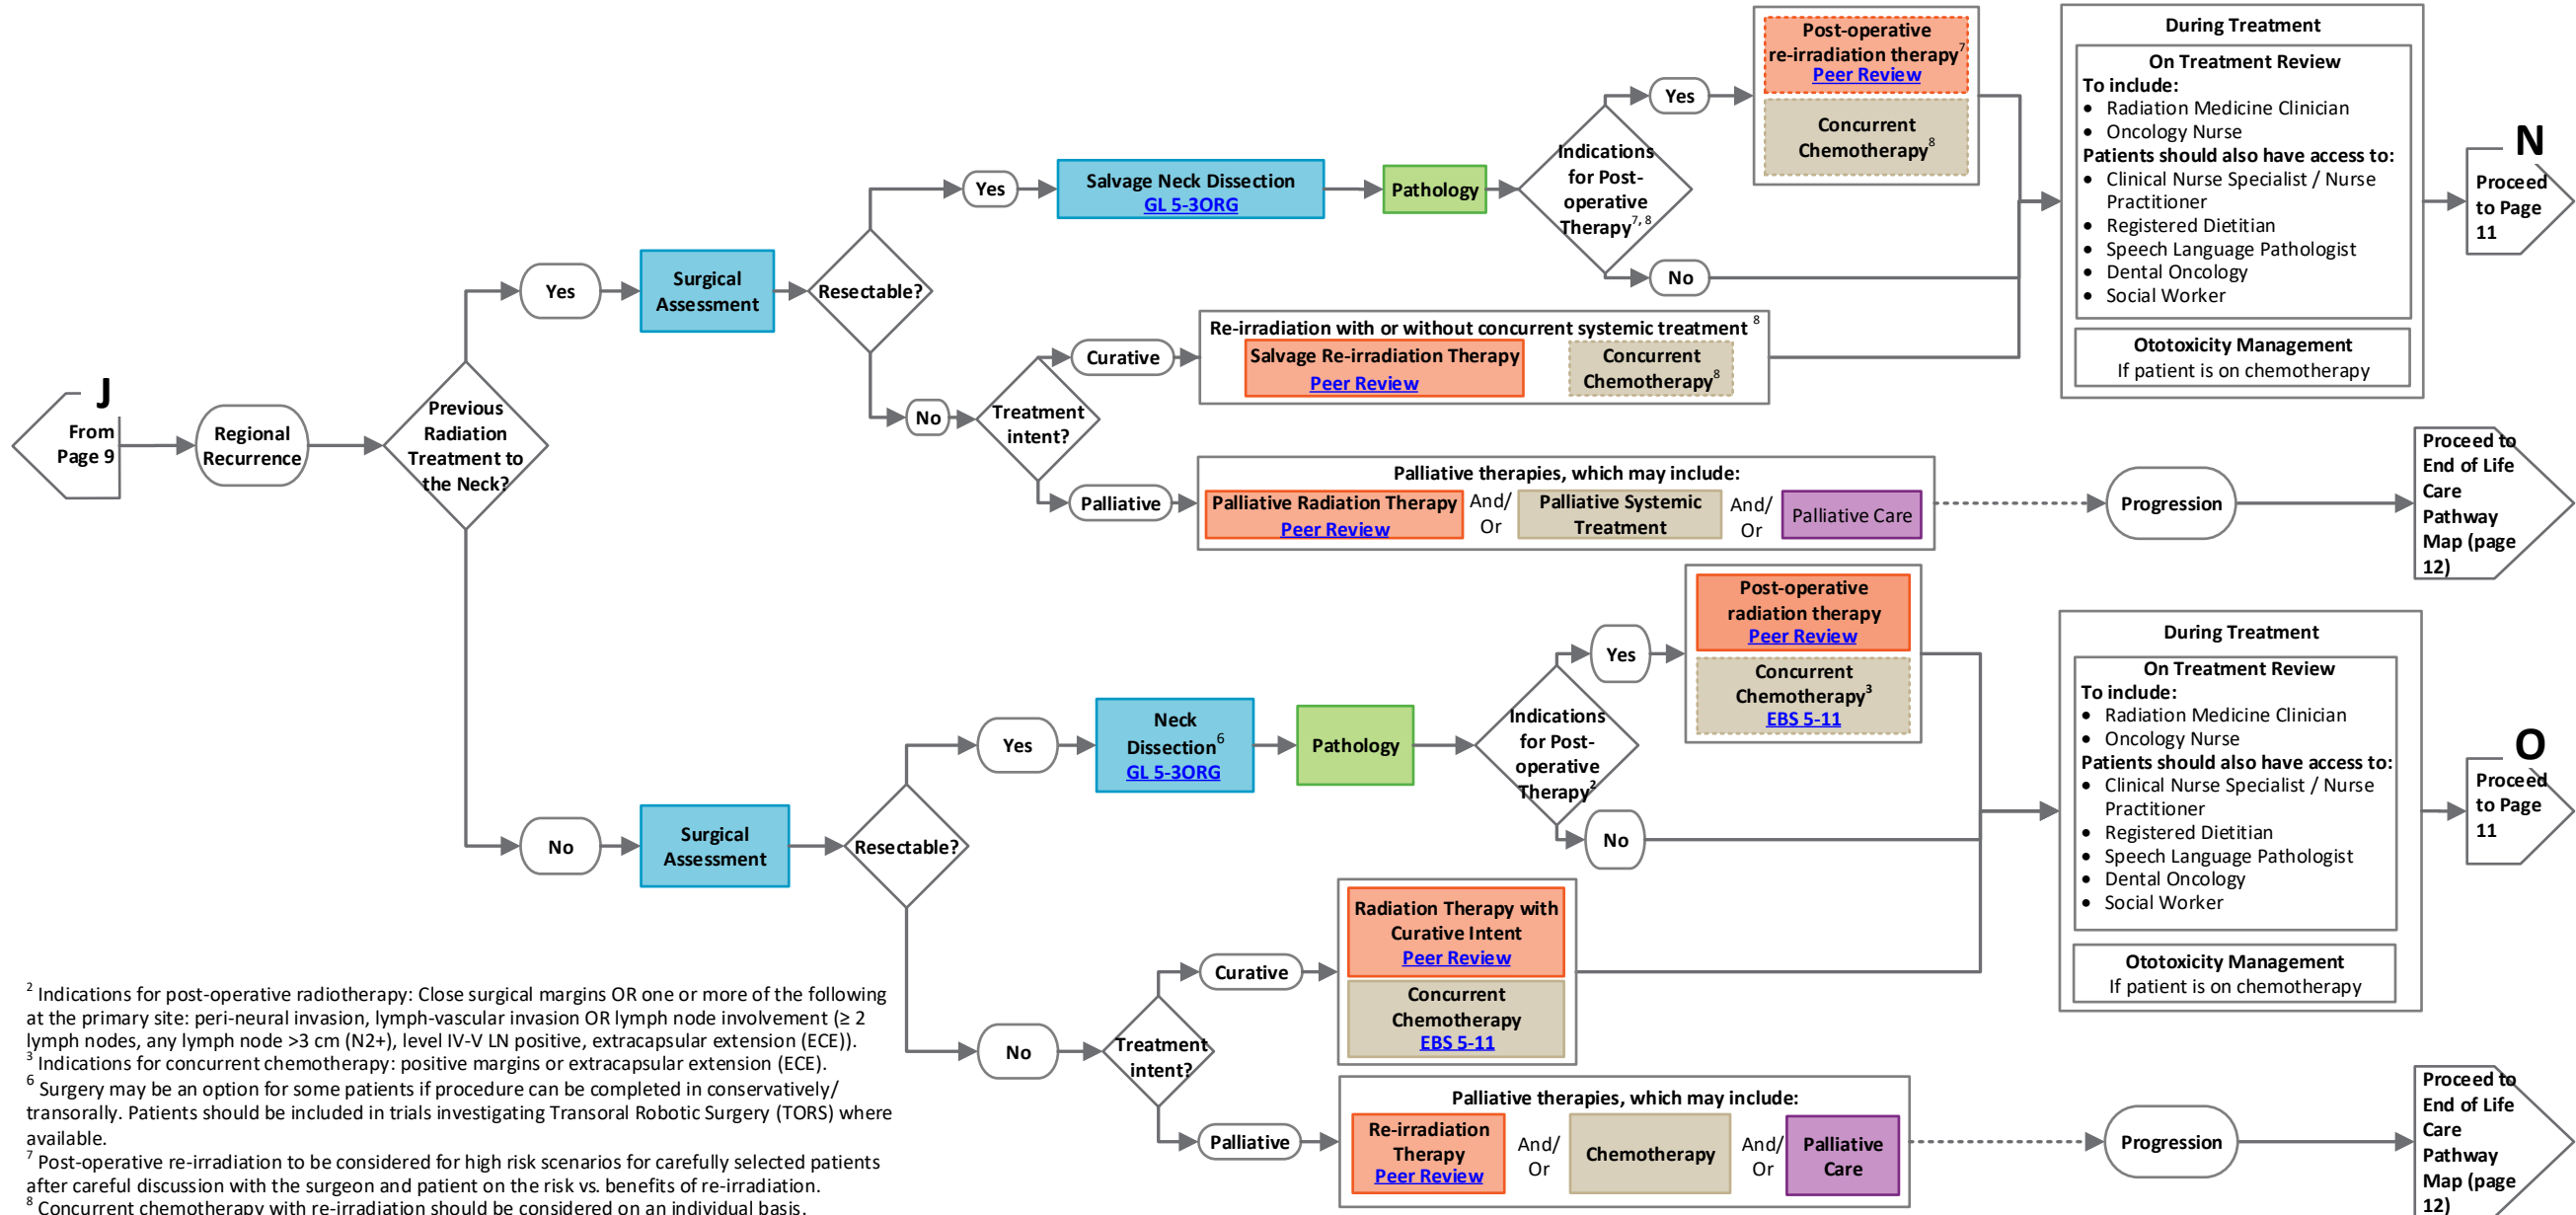 J
From
Page 9
Regional
Recurrence
Previous
Radiation
Treatment to
the Neck?
Yes
Surgical
Assessment
Resectable?
Yes
Salvage Neck Dissection
GL 5-3ORG
Pathology
Indications
for Post-
operative
Therapy7, 8
Yes
Post-operative
re-irradiation therapy7
Peer Review
Concurrent
Chemotherapy8
No
No
Treatment
intent?
Curative
Re-irradiation with or without concurrent systemic treatment 8
Salvage Re-irradiation Therapy
Peer Review
Concurrent
Chemotherapy8
Palliative
Palliative therapies, which may include:
Palliative Radiation Therapy
Peer Review
And/
Or
Palliative Systemic
Treatment
And/
Or
Palliative Care
Progression
Proceed to
End of Life
Care
Pathway
Map (page
12)
During Treatment
On Treatment Review
To include:
• Radiation Medicine Clinician
• Oncology Nurse
Patients should also have access to:
• Clinical Nurse Specialist / Nurse
Practitioner
• Registered Dietitian
• Speech Language Pathologist
• Dental Oncology
• Social Worker
Ototoxicity Management
If patient is on chemotherapy
N
Proceed
to Page
11
No
Surgical
Assessment
Resectable?
Yes
Neck
Dissection6
GL 5-3ORG
Pathology
Indications
for Post-
operative
Therapy2
Yes
Post-operative
radiation therapy
Peer Review
Concurrent
Chemotherapy3
EBS 5-11
No
No
Treatment
intent?
Curative
Radiation Therapy with
Curative Intent
Peer Review
Concurrent
Chemotherapy
EBS 5-11
Palliative
Palliative therapies, which may include:
Re-irradiation
Therapy
Peer Review
And/
Or
Chemotherapy
And/
Or
Palliative
Care
Progression
Proceed to
End of Life
Care
Pathway
Map (page
12)
During Treatment
On Treatment Review
To include:
• Radiation Medicine Clinician
• Oncology Nurse
Patients should also have access to:
• Clinical Nurse Specialist / Nurse
Practitioner
• Registered Dietitian
• Speech Language Pathologist
• Dental Oncology
• Social Worker
Ototoxicity Management
If patient is on chemotherapy
O
Proceed
to Page
11
2 Indications for post-operative radiotherapy: Close surgical margins OR one or more of the following
at the primary site: peri-neural invasion, lymph-vascular invasion OR lymph node involvement (≥ 2
lymph nodes, any lymph node >3 cm (N2+), level IV-V LN positive, extracapsular extension (ECE)).
3 Indications for concurrent chemotherapy: positive margins or extracapsular extension (ECE).
6 Surgery may be an option for some patients if procedure can be completed in conservatively/
transorally. Patients should be included in trials investigating Transoral Robotic Surgery (TORS) where
available.
7 Post-operative re-irradiation to be considered for high risk scenarios for carefully selected patients
after careful discussion with the surgeon and patient on the risk vs. benefits of re-irradiation.
8 Concurrent chemotherapy with re-irradiation should be considered on an individual basis.